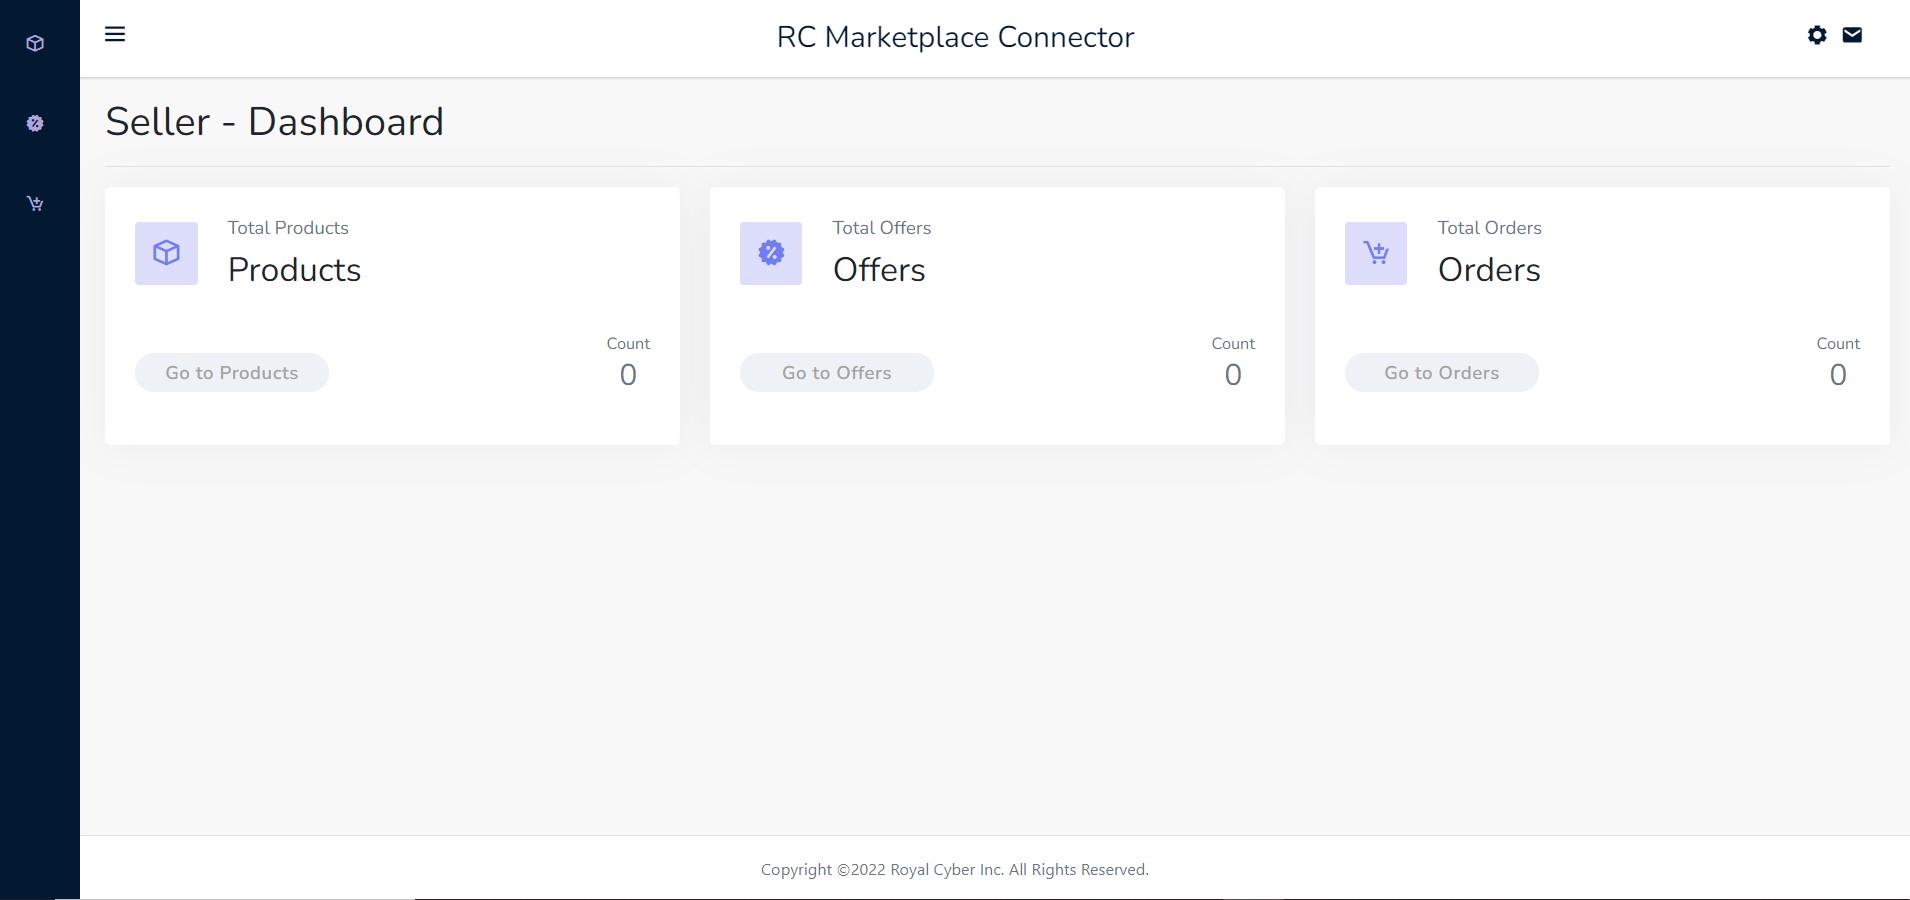 RC Marketplace Connector
Seller - Dashboard
Total Products
Products
Go to Products
Count
0
Total Offers
Offers
Go to Offers
Count
0
Total Orders
Orders
Go to Orders
Count
0
Copyright ©2022 Royal Cyber Inc. All Rights Reserved.